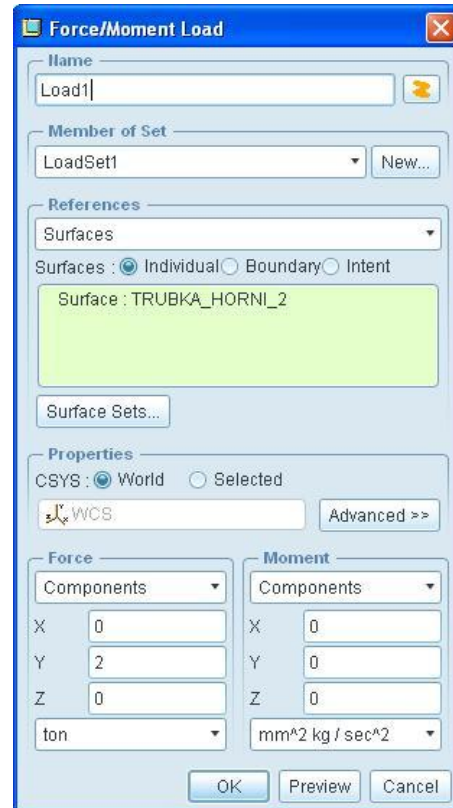 Force/Moment Load
Name
Load1
Member of Set
LoadSet1 New...
References
Surfaces
Surfaces : Individual Boundary Intent
Surface : TRUBKA_HORNI_2
Surface Sets...
Properties
CSYS : World Selected
WCS Advanced >>
Force Moment
Components Components
X 0 X 0
Y 2 Y 0
Z 0 Z 0
ton mm^2 kg / sec^2
OK Preview Cancel